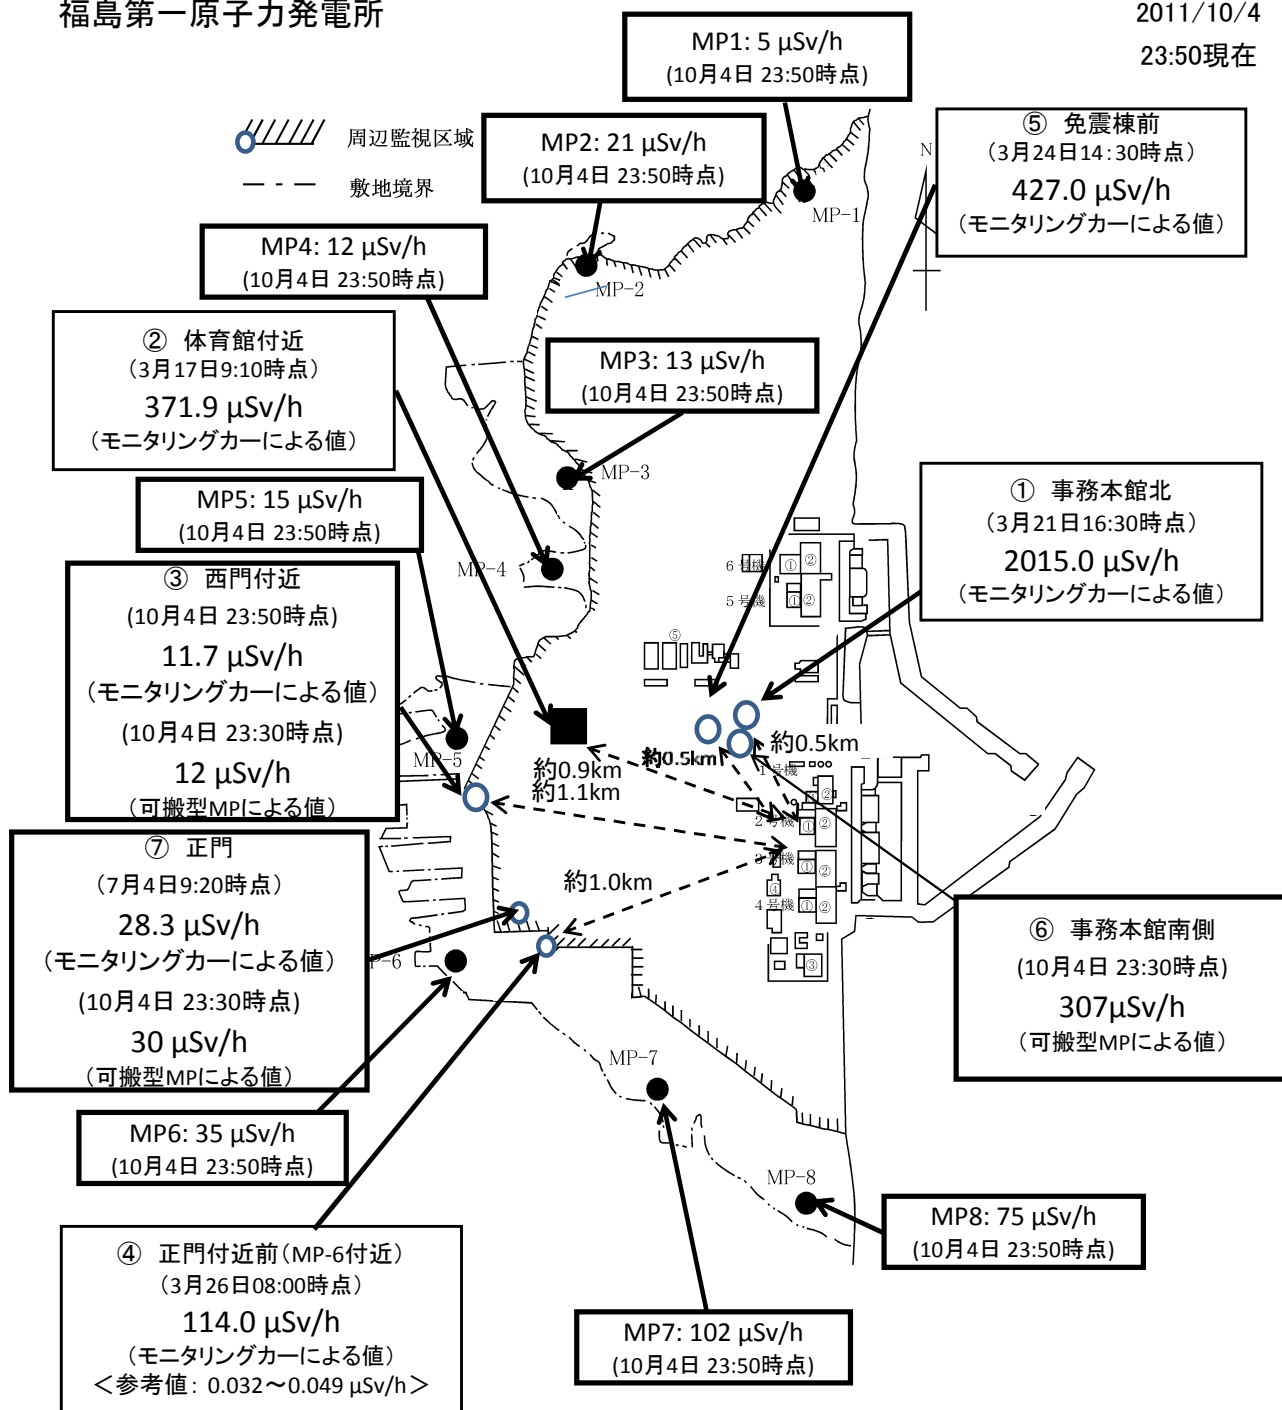 福島第一原子力発電所
2011/10/4
23:50現在
MP1: 5 μSv/h
(10月4日 23:50時点)
周辺監視区域
敷地境界
MP2: 21 μSv/h
(10月4日 23:50時点)
⑤ 免震棟前
(3月24日14:30時点)
427.0 μSv/h
(モニタリングカーによる値)
N
MP-1
MP4: 12 μSv/h
(10月4日 23:50時点)
MP-2
② 体育館付近
(3月17日9:10時点)
371.9 μSv/h
(モニタリングカーによる値)
MP3: 13 μSv/h
(10月4日 23:50時点)
MP-3
MP5: 15 μSv/h
(10月4日 23:50時点)
① 事務本館北
(3月21日16:30時点)
2015.0 μSv/h
(モニタリングカーによる値)
MP-4
③ 西門付近
(10月4日 23:50時点)
11.7 μSv/h
(モニタリングカーによる値)
(10月4日 23:30時点)
12 μSv/h
(可搬型MPによる値)
6号機
① ②
5号機
① ②
⑤
MP-5
約0.9km
約1.1km
約0.5km
約0.5km
1号機
②
2号機
① ②
3号機
① ②
④
4号機
① ②
③
約1.0km
⑦ 正門
(7月4日9:20時点)
28.3 μSv/h
(モニタリングカーによる値)
(10月4日 23:30時点)
30 μSv/h
(可搬型MPによる値)
P-6
⑥ 事務本館南側
(10月4日 23:30時点)
307μSv/h
(可搬型MPによる値)
MP-7
MP6: 35 μSv/h
(10月4日 23:50時点)
MP-8
MP8: 75 μSv/h
(10月4日 23:50時点)
④ 正門付近前(MP-6付近)
(3月26日08:00時点)
114.0 μSv/h
(モニタリングカーによる値)
<参考値: 0.032～0.049 μSv/h>
MP7: 102 μSv/h
(10月4日 23:50時点)